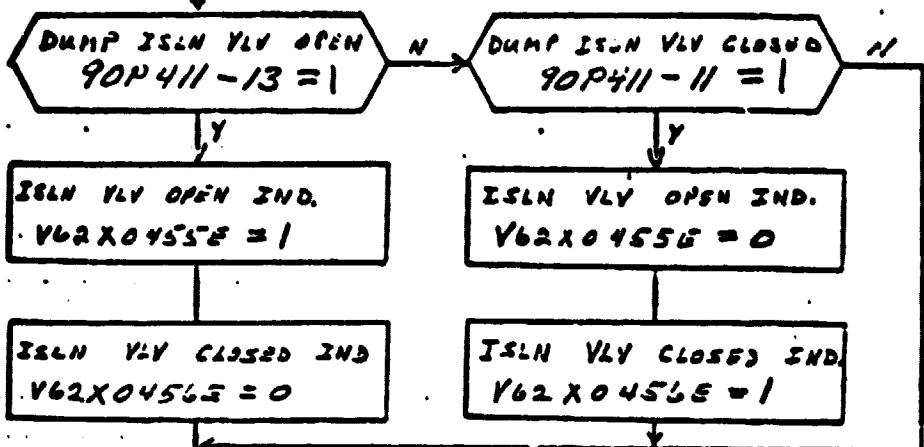 DUMP ISLN VLV OPEN
90P411-13 = 1
N
DUMP ISLN VLV CLOSED
90P411-11 = 1
N
Y
Y
ISLN VLV OPEN IND.
V62X0455E = 1
ISLN VLV OPEN IND.
V62X0455E = 0
ISLN VLV CLOSED IND
V62X0456E = 0
ISLN VLV CLOSED IND.
V62X0456E = 1